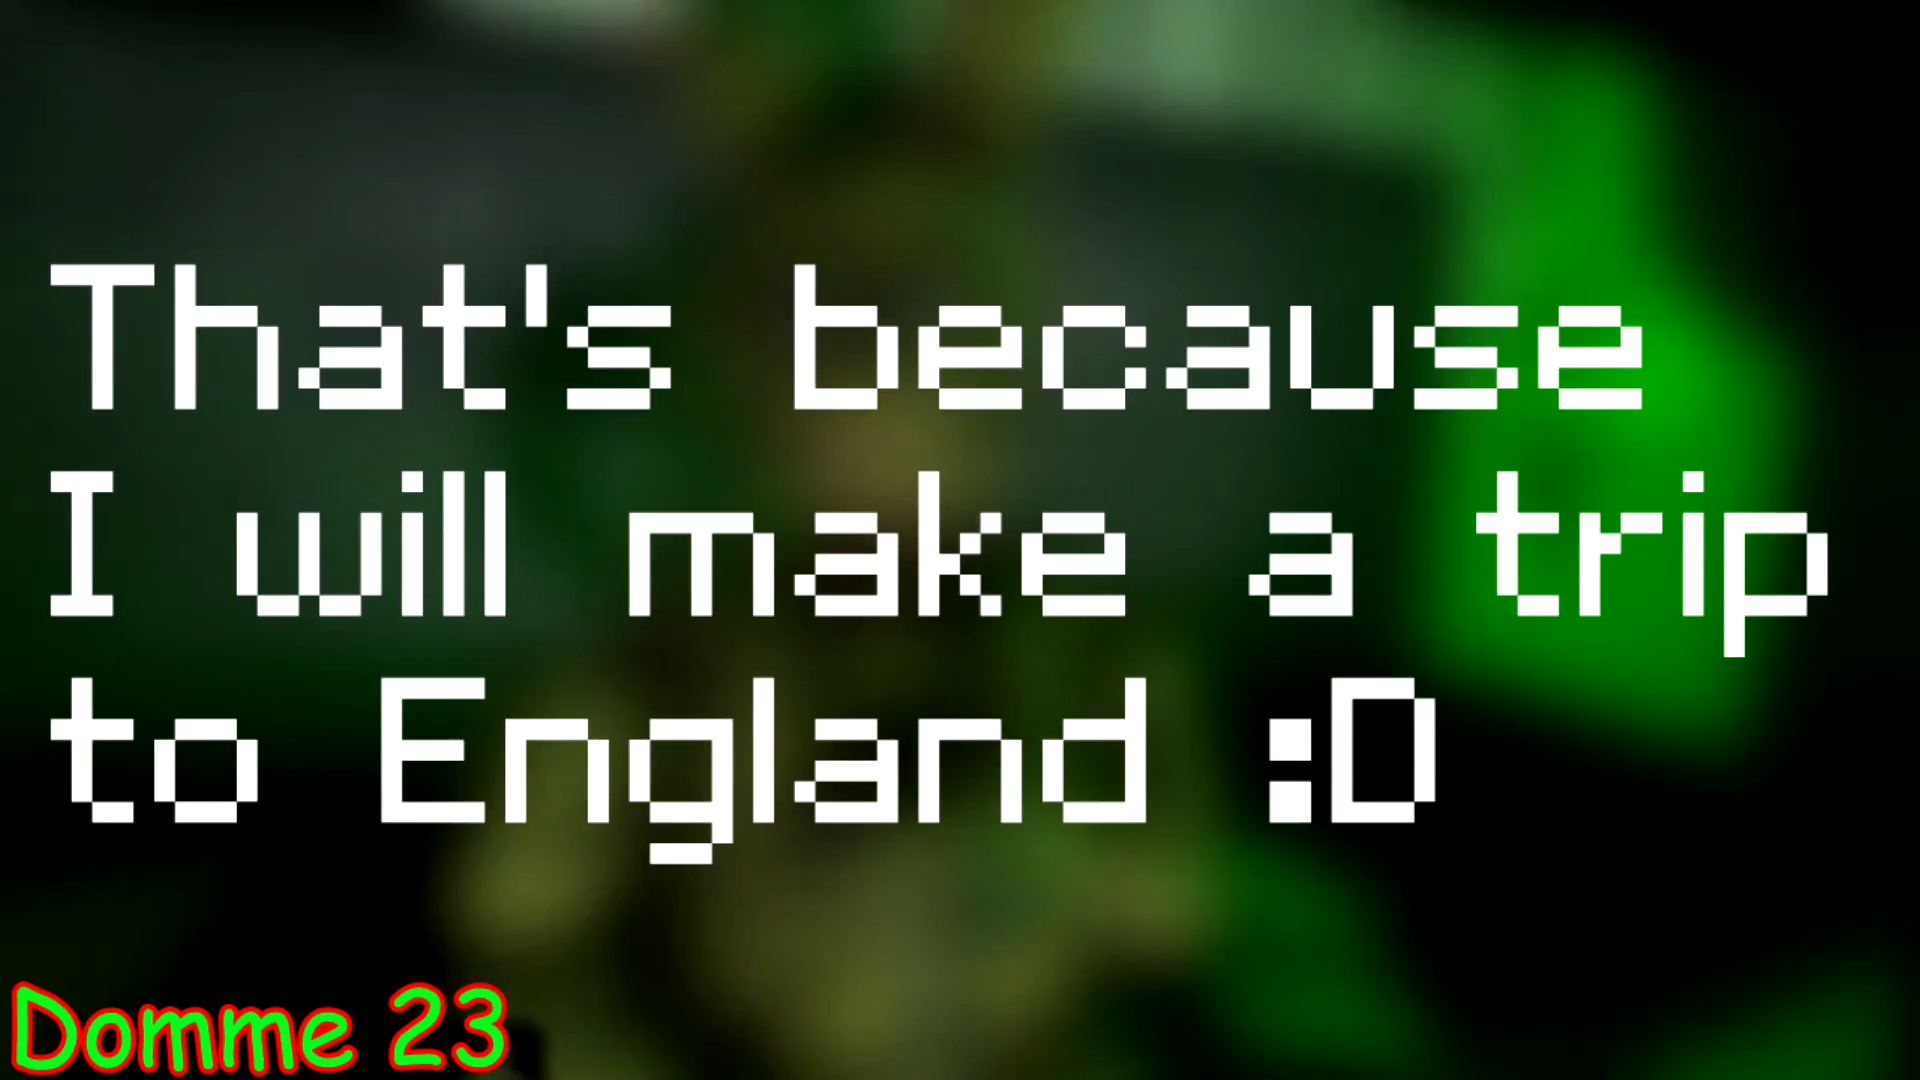 That's because
I will make a trip
to England :D
Domme 23